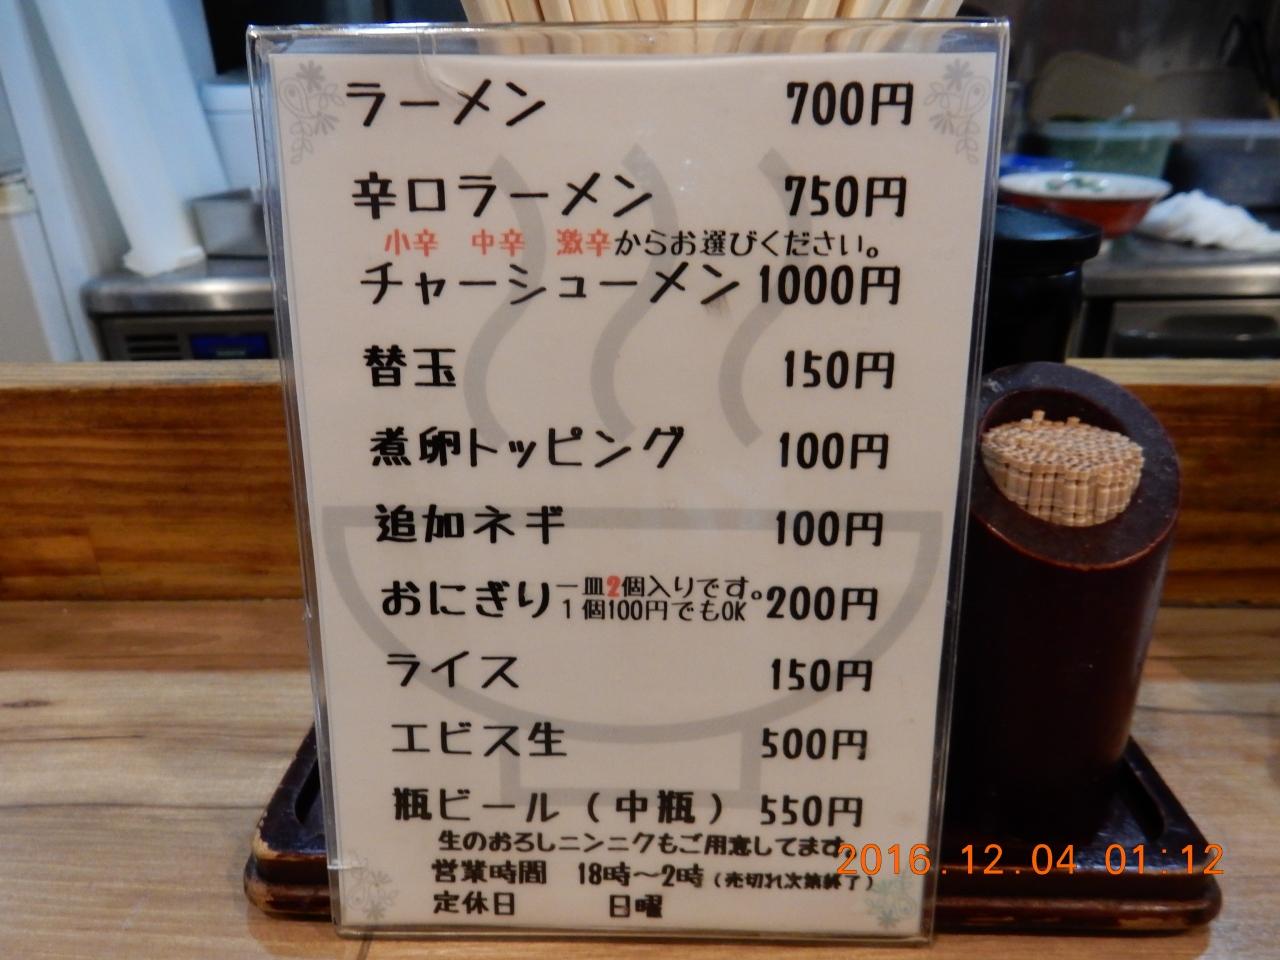 ラーメン 700円
辛口ラーメン 750円
小辛 中辛 激辛からお選びください。
チャーシューメン 1000円
替玉 150円
煮卵トッピング 100円
追加ネギ 100円
おにぎり 一皿2個入りです。 200円
1個100円でもOK
ライス 150円
エビス生 500円
瓶ビール(中瓶) 550円
生のおろしニンニクもご用意してます。
営業時間 18時〜2時(売切れ次第終了)
定休日 日曜
2016.12.04 01:12